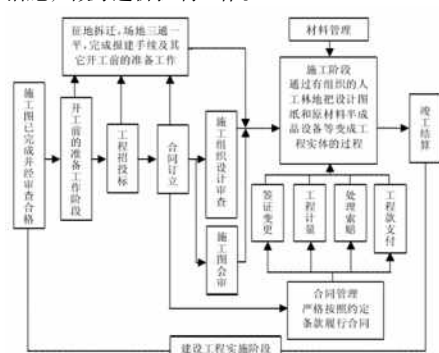 征地拆迁，场地三通一
平，完成报建手续及其
它开工前的准备工作
材料管理
施工阶段
通过有组织的人
工林地把设计图
纸和原材料半成
品设备等变成工
程实体的过程
施工图已完成并经审查合格
开工前的准备工作阶段
工程招投标
合同订立
施工组织设计审查
施工图会审
竣工结算
签证变更
工程计量
处理索赔
工程款支付
合同管理
严格按照约定
条款履行合同
建设工程实施阶段